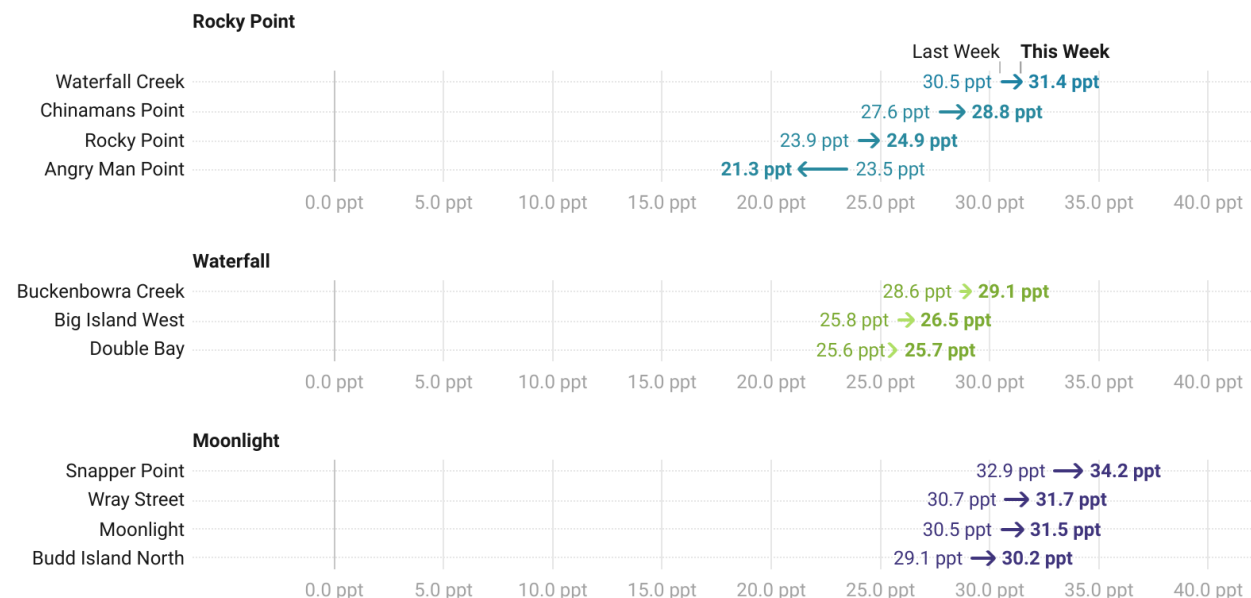 Rocky Point
Last Week This Week
Waterfall Creek 30.5 ppt 31.4 ppt
Chinamans Point 27.6 ppt 28.8 ppt
Rocky Point 23.9 ppt 24.9 ppt
Angry Man Point 21.3 ppt 23.5 ppt
0.0 ppt 5.0 ppt 10.0 ppt 15.0 ppt 20.0 ppt 25.0 ppt 30.0 ppt 35.0 ppt 40.0 ppt
Waterfall
Buckenbowra Creek 28.6 ppt 29.1 ppt
Big Island West 25.8 ppt 26.5 ppt
Double Bay 25.6 ppt 25.7 ppt
0.0 ppt 5.0 ppt 10.0 ppt 15.0 ppt 20.0 ppt 25.0 ppt 30.0 ppt 35.0 ppt 40.0 ppt
Moonlight
Snapper Point 32.9 ppt 34.2 ppt
Wray Street 30.7 ppt 31.7 ppt
Moonlight 30.5 ppt 31.5 ppt
Budd Island North 29.1 ppt 30.2 ppt
0.0 ppt 5.0 ppt 10.0 ppt 15.0 ppt 20.0 ppt 25.0 ppt 30.0 ppt 35.0 ppt 40.0 ppt